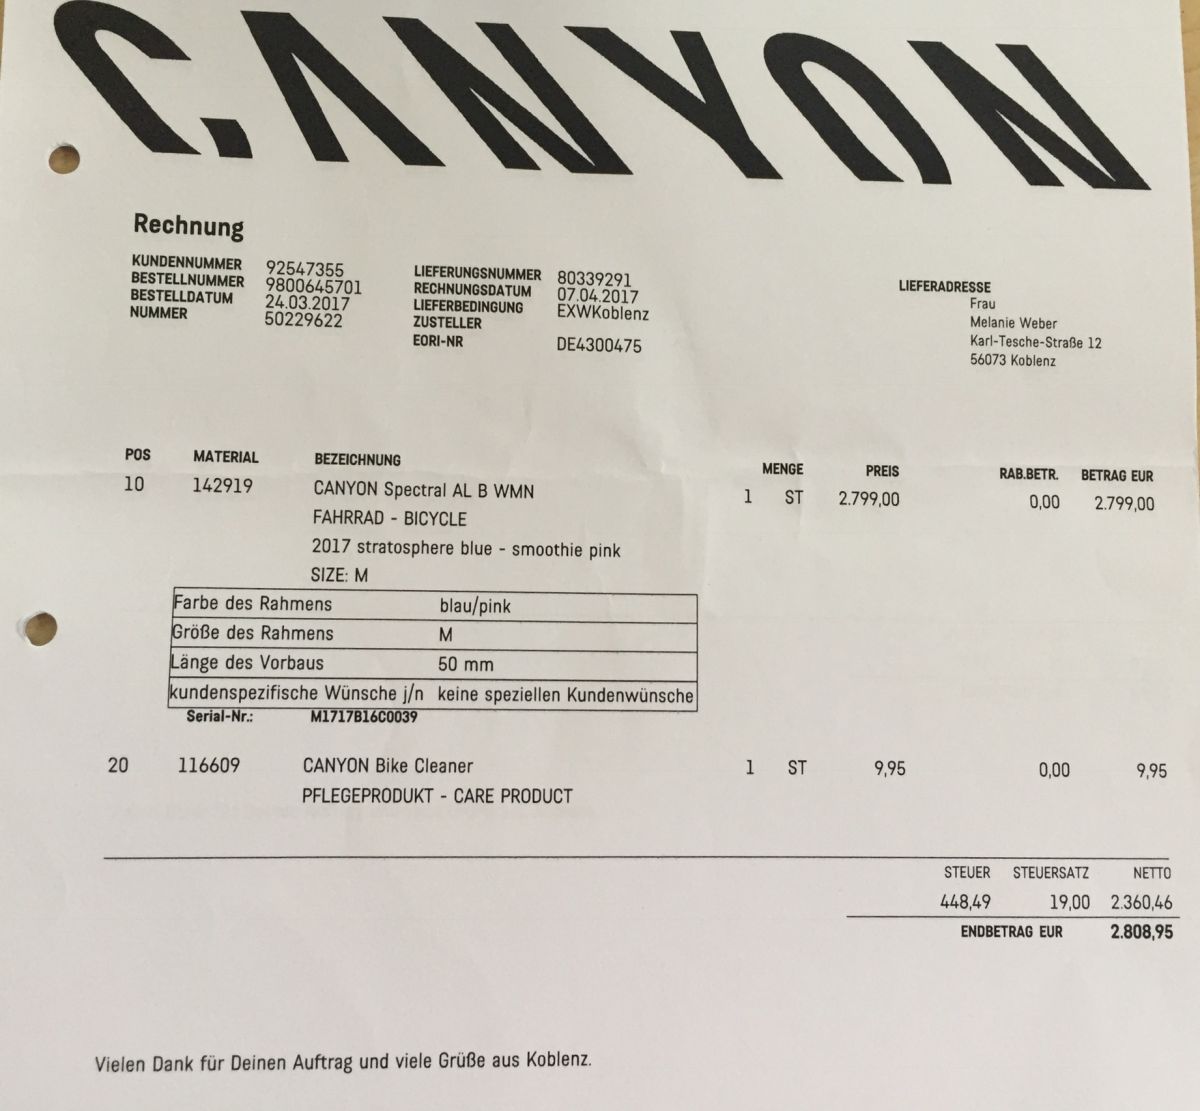 CANYON
Rechnung
KUNDENNUMMER 92547355
BESTELLNUMMER 9800645701
BESTELLDATUM 24.03.2017
NUMMER 50229622
LIEFERUNGSNUMMER 80339291
RECHNUNGSDATUM 07.04.2017
LIEFERBEDINGUNG EXWKoblenz
ZUSTELLER
EORI-NR DE4300475
LIEFERADRESSE
Frau
Melanie Weber
Karl-Tesche-Straße 12
56073 Koblenz
POS MATERIAL BEZEICHNUNG MENGE PREIS RAB.BETR. BETRAG EUR
10 142919 CANYON Spectral AL B WMN 1 ST 2.799,00 0,00 2.799,00
FAHRRAD - BICYCLE
2017 stratosphere blue - smoothie pink
SIZE: M
Farbe des Rahmens blau/pink
Größe des Rahmens M
Länge des Vorbaus 50 mm
kundenspezifische Wünsche j/n keine speziellen Kundenwünsche
Serial-Nr.: M1717B16C0039
20 116609 CANYON Bike Cleaner 1 ST 9,95 0,00 9,95
PFLEGEPRODUKT - CARE PRODUCT
STEUER STEUERSATZ NETTO
448,49 19,00 2.360,46
ENDBETRAG EUR 2.808,95
Vielen Dank für Deinen Auftrag und viele Grüße aus Koblenz.